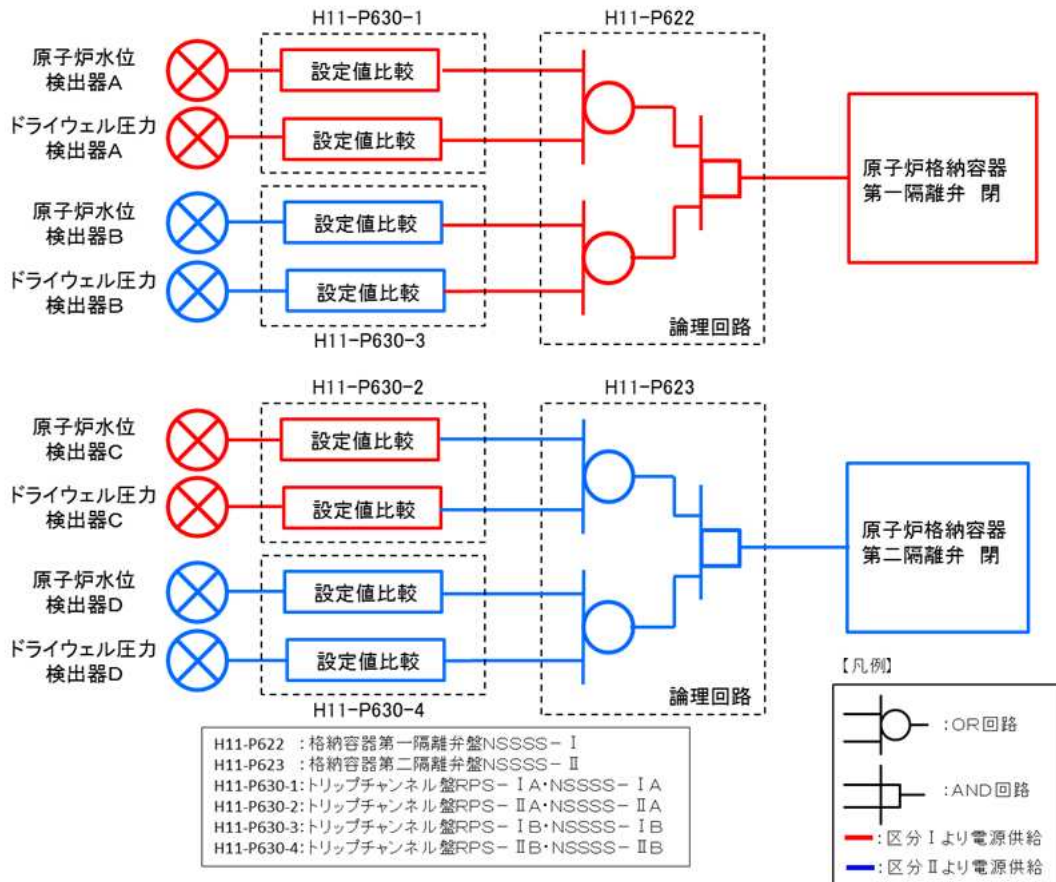 H11-P630-1
H11-P622
原子炉水位
検出器A
設定値比較
ドライウェル圧力
検出器A
設定値比較
原子炉格納容器
第一隔離弁 閉
原子炉水位
検出器B
設定値比較
ドライウェル圧力
検出器B
設定値比較
論理回路
H11-P630-3
H11-P630-2
H11-P623
原子炉水位
検出器C
設定値比較
ドライウェル圧力
検出器C
設定値比較
原子炉格納容器
第二隔離弁 閉
原子炉水位
検出器D
設定値比較
ドライウェル圧力
検出器D
設定値比較
論理回路
H11-P630-4
H11-P622 :格納容器第一隔離弁盤NSSSS-Ⅰ
H11-P623 :格納容器第二隔離弁盤NSSSS-Ⅱ
H11-P630-1:トリップチャンネル盤RPS-ⅠA・NSSSS-ⅠA
H11-P630-2:トリップチャンネル盤RPS-ⅡA・NSSSS-ⅡA
H11-P630-3:トリップチャンネル盤RPS-ⅠB・NSSSS-ⅠB
H11-P630-4:トリップチャンネル盤RPS-ⅡB・NSSSS-ⅡB
【凡例】
:OR回路
:AND回路
:区分Ⅰより電源供給
:区分Ⅱより電源供給